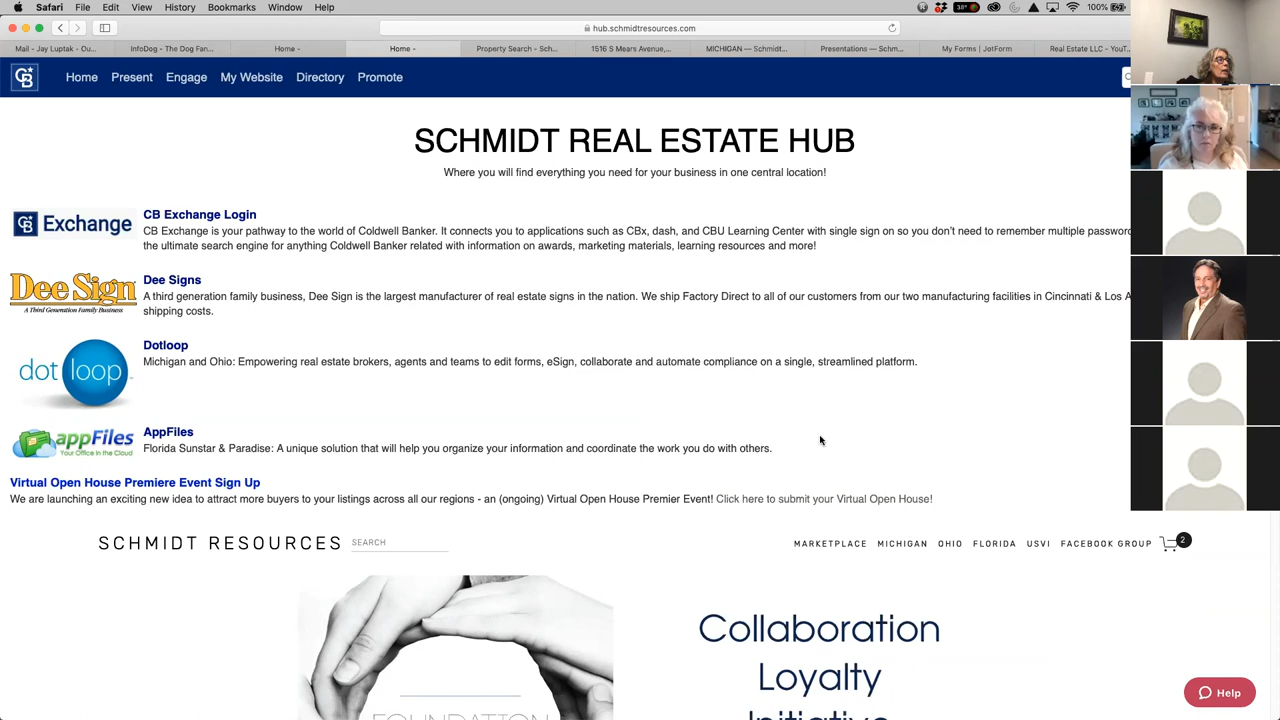 Safari File Edit View History Bookmarks Window Help 38° 100%
hub.schmidtresources.com
Mail - Jay Luptak - Ou... InfoDog - The Dog Fan... Home - Home - Property Search - Sch... 1516 S Mears Avenue,... MICHIGAN — Schmidt... Presentations — Schm... My Forms | JotForm Real Estate LLC - YouT...
CB Home Present Engage My Website Directory Promote
SCHMIDT REAL ESTATE HUB
Where you will find everything you need for your business in one central location!
CB Exchange
CB Exchange Login
CB Exchange is your pathway to the world of Coldwell Banker. It connects you to applications such as CBx, dash, and CBU Learning Center with single sign on so you don't need to remember multiple password
the ultimate search engine for anything Coldwell Banker related with information on awards, marketing materials, learning resources and more!
Dee Sign
A Third Generation Family Business
Dee Signs
A third generation family business, Dee Sign is the largest manufacturer of real estate signs in the nation. We ship Factory Direct to all of our customers from our two manufacturing facilities in Cincinnati & Los A
shipping costs.
dot loop
Dotloop
Michigan and Ohio: Empowering real estate brokers, agents and teams to edit forms, eSign, collaborate and automate compliance on a single, streamlined platform.
appFiles
Your Office in the Cloud
AppFiles
Florida Sunstar & Paradise: A unique solution that will help you organize your information and coordinate the work you do with others.
Virtual Open House Premiere Event Sign Up
We are launching an exciting new idea to attract more buyers to your listings across all our regions - an (ongoing) Virtual Open House Premier Event! Click here to submit your Virtual Open House!
SCHMIDT RESOURCES SEARCH MARKETPLACE MICHIGAN OHIO FLORIDA USVI FACEBOOK GROUP 2
Collaboration
Loyalty
Initiative
FOUNDATION
Help